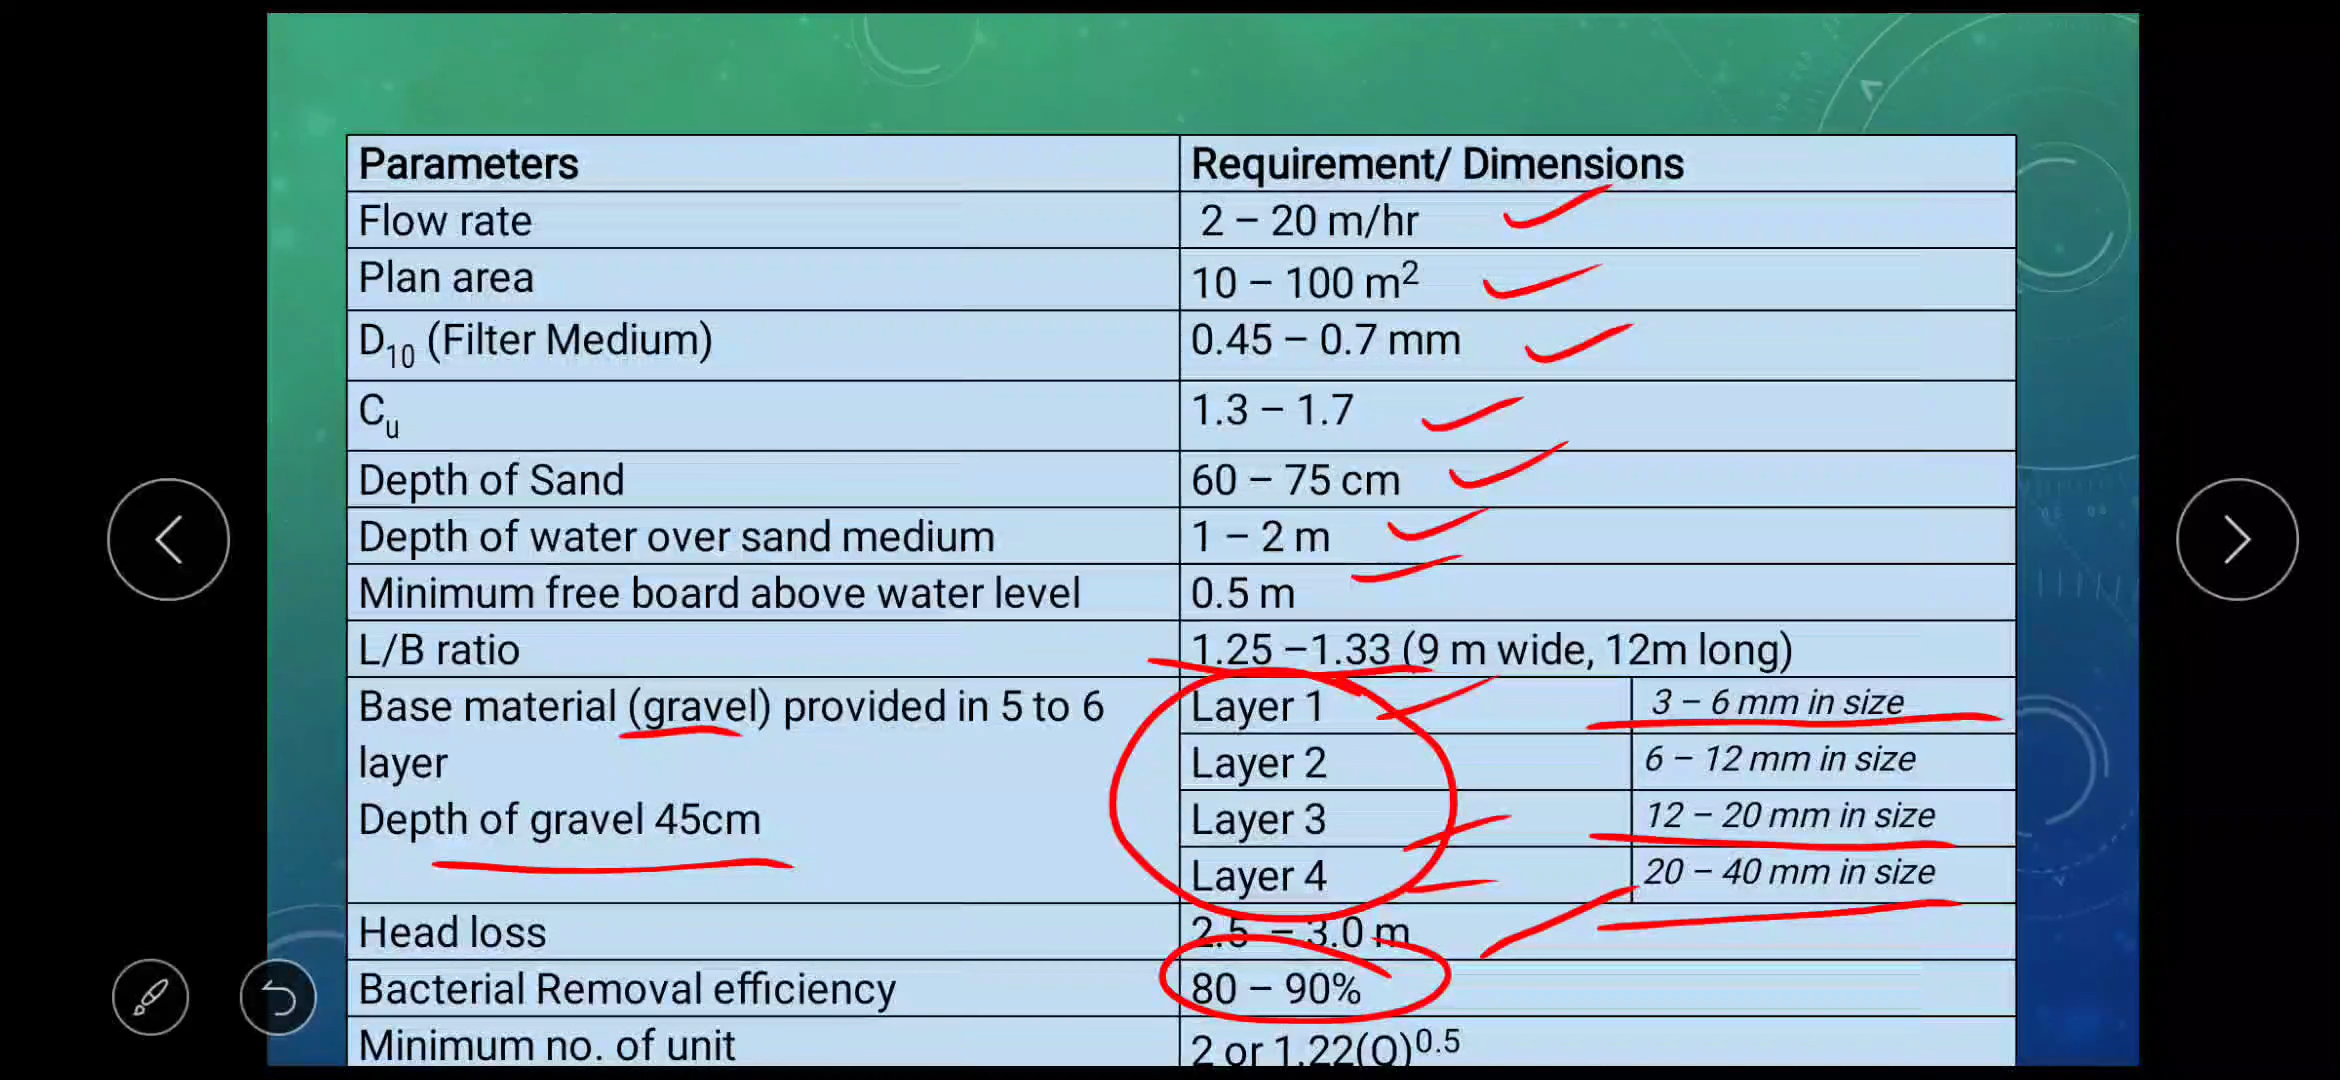 Parameters Requirement/ Dimensions
Flow rate 2 – 20 m/hr
Plan area 10 – 100 m²
D₁₀ (Filter Medium) 0.45 – 0.7 mm
Cᵤ 1.3 – 1.7
Depth of Sand 60 – 75 cm
Depth of water over sand medium 1 – 2 m
Minimum free board above water level 0.5 m
L/B ratio 1.25 –1.33 (9 m wide, 12m long)
Base material (gravel) provided in 5 to 6 Layer 1 3 – 6 mm in size
layer Layer 2 6 – 12 mm in size
Depth of gravel 45cm Layer 3 12 – 20 mm in size
Layer 4 20 – 40 mm in size
Head loss 2.5 – 3.0 m
Bacterial Removal efficiency 80 – 90%
Minimum no. of unit 2 or 1.22(Q)⁰·⁵